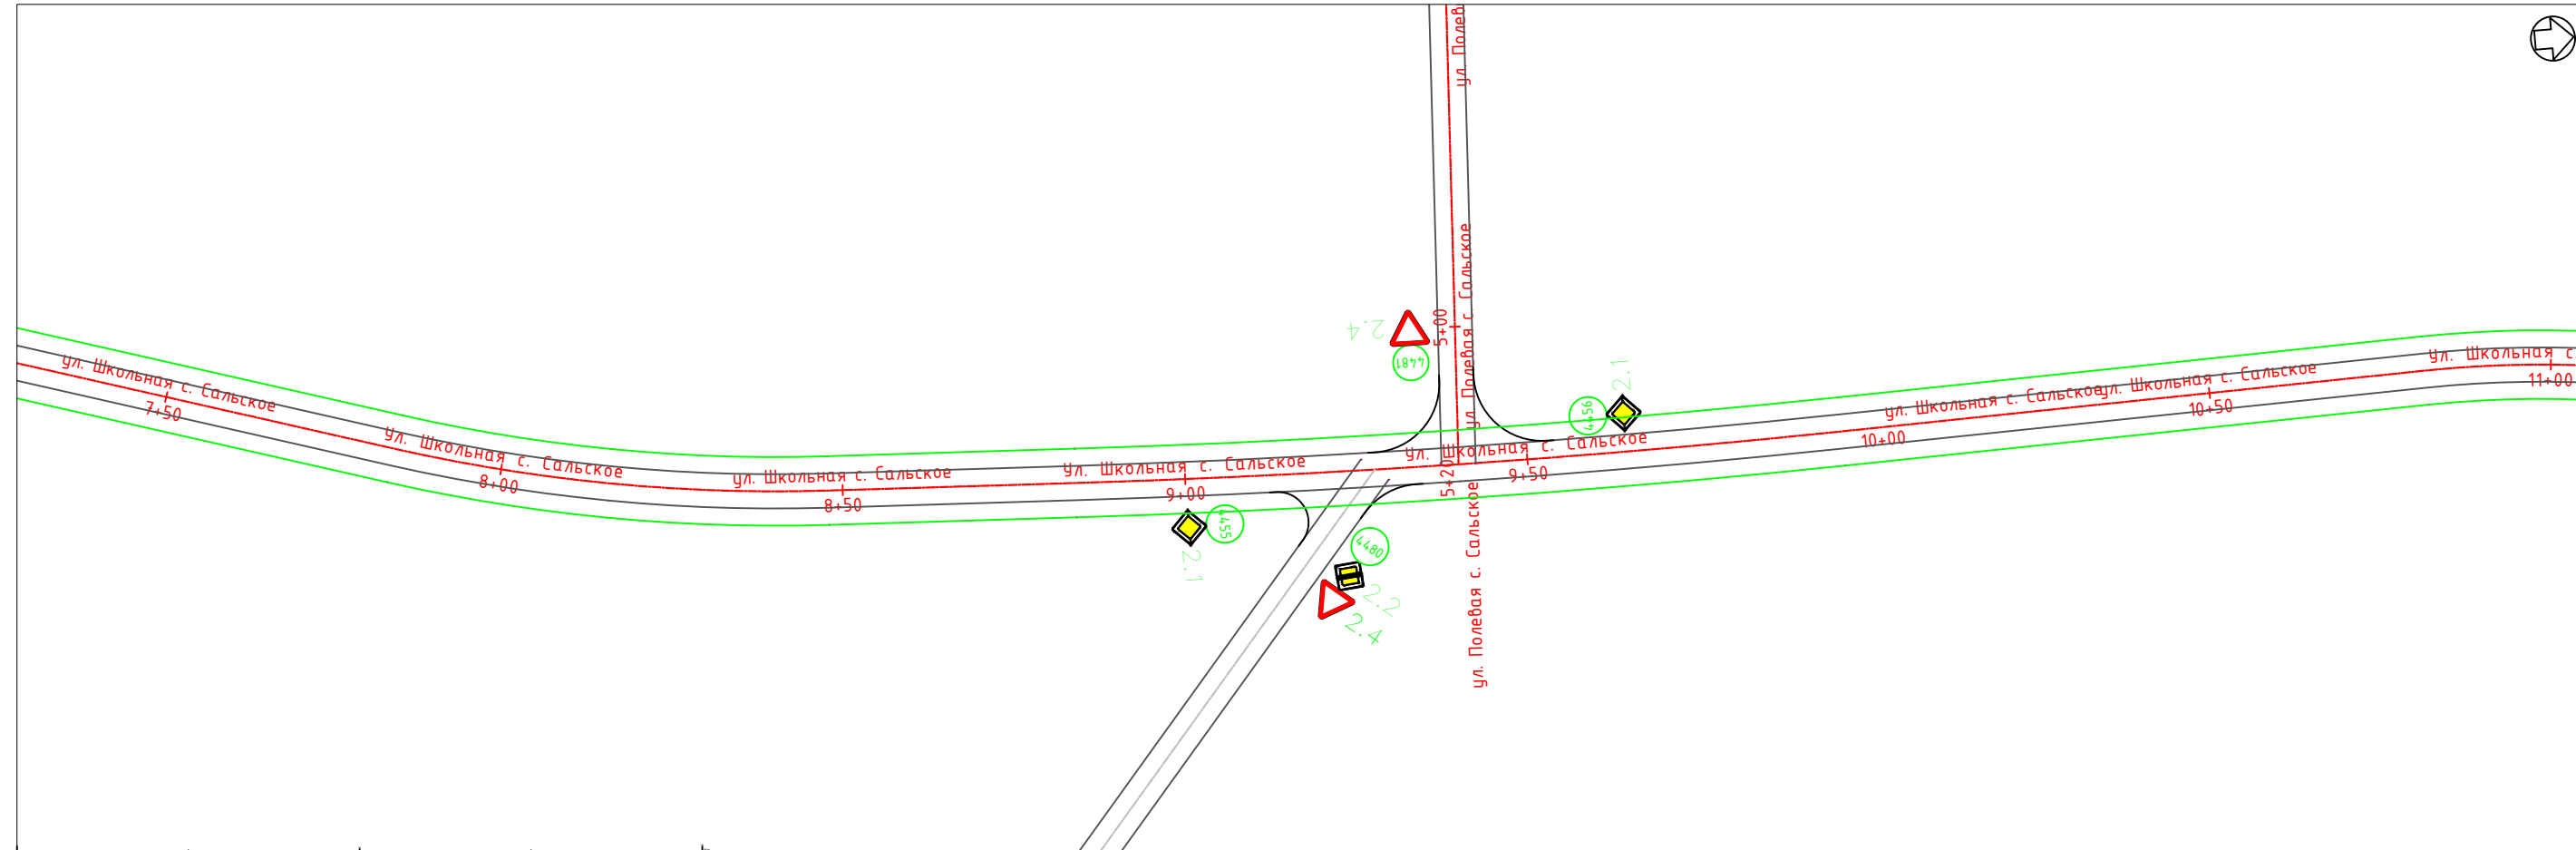 ул. Полев
ул. Школьная с. Сальское
7+50
ул. Школьная с. Сальское
8+00
ул. Школьная с. Сальское
8+50
ул. Школьная с. Сальское
9+00
2.1
4455
2.4
4481
5+00
ул. Полевая с. Сальское
5+20
ул. Школьная с. Сальское
9+50
4456
2.1
ул. Полевая с. Сальское
4480
2.2
2.4
ул. Школьная с. Сальское
10+00
ул. Школьная с. Сальское
10+50
ул. Школьная с.
11+00